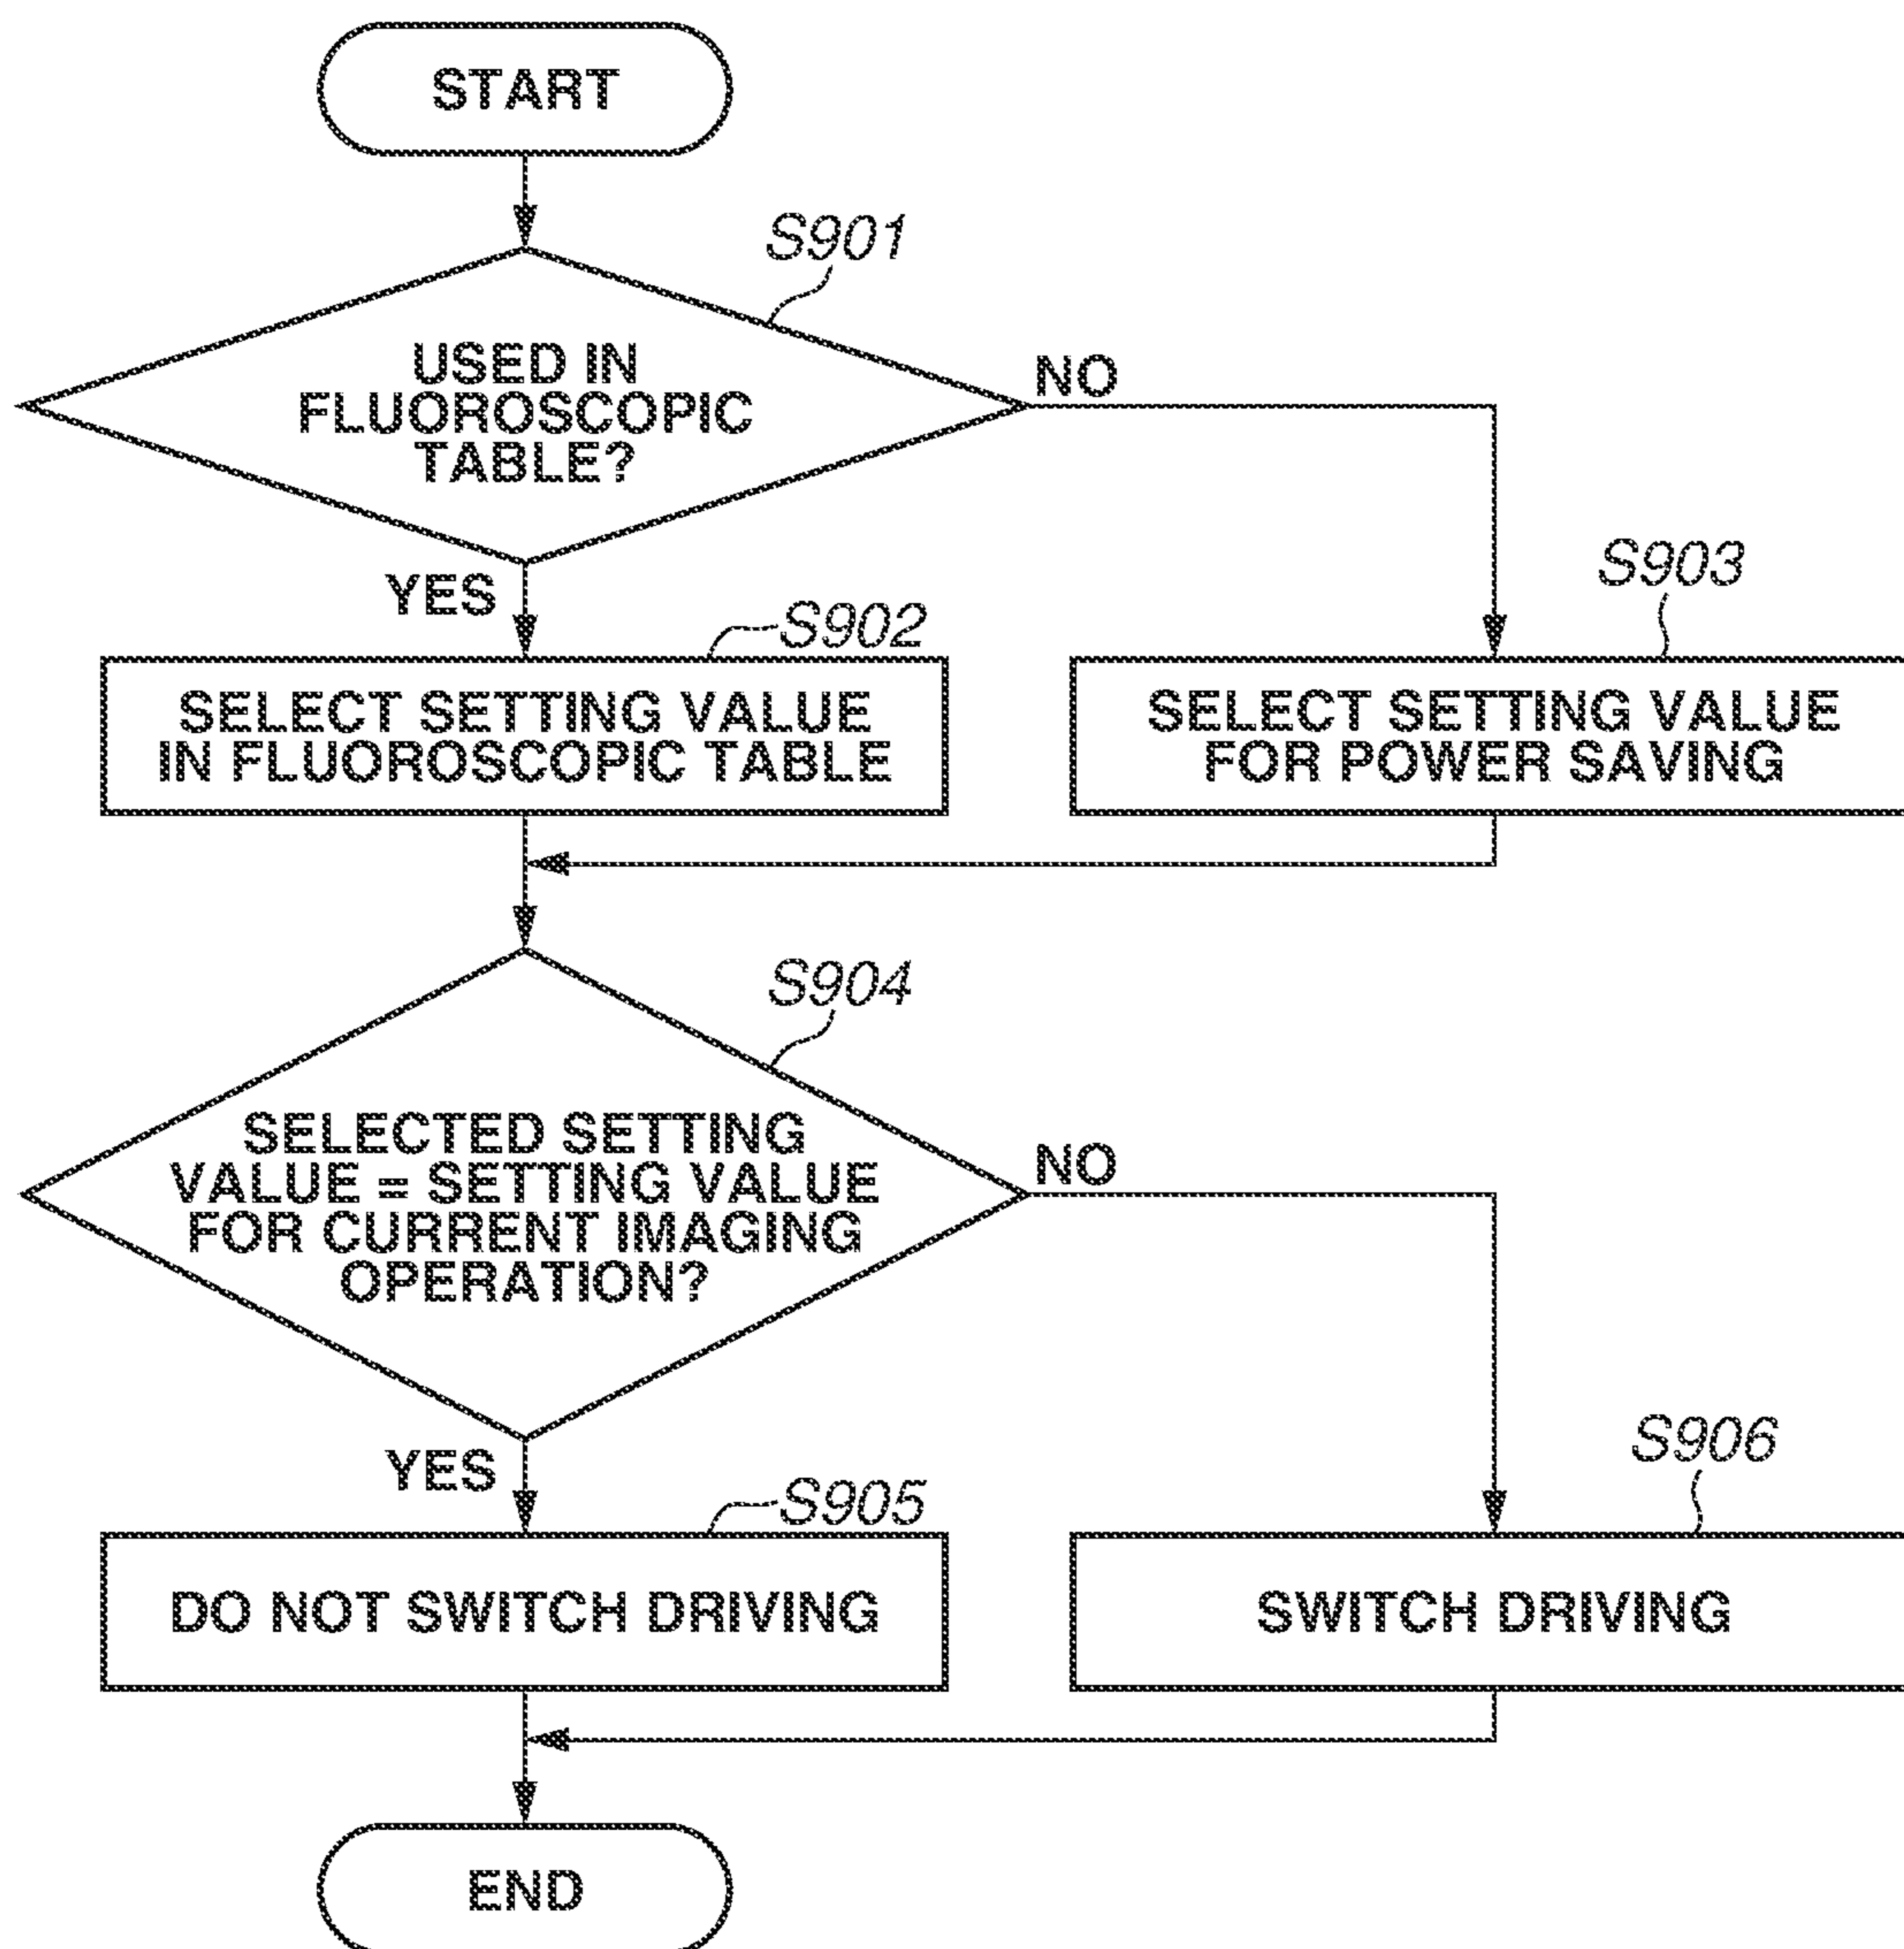 START
S901
USED IN
FLUOROSCOPIC
TABLE?
NO
YES
S902
S903
SELECT SETTING VALUE
IN FLUOROSCOPIC TABLE
SELECT SETTING VALUE
FOR POWER SAVING
S904
SELECTED SETTING
VALUE = SETTING VALUE
FOR CURRENT IMAGING
OPERATION?
NO
YES
S905
S906
DO NOT SWITCH DRIVING
SWITCH DRIVING
END